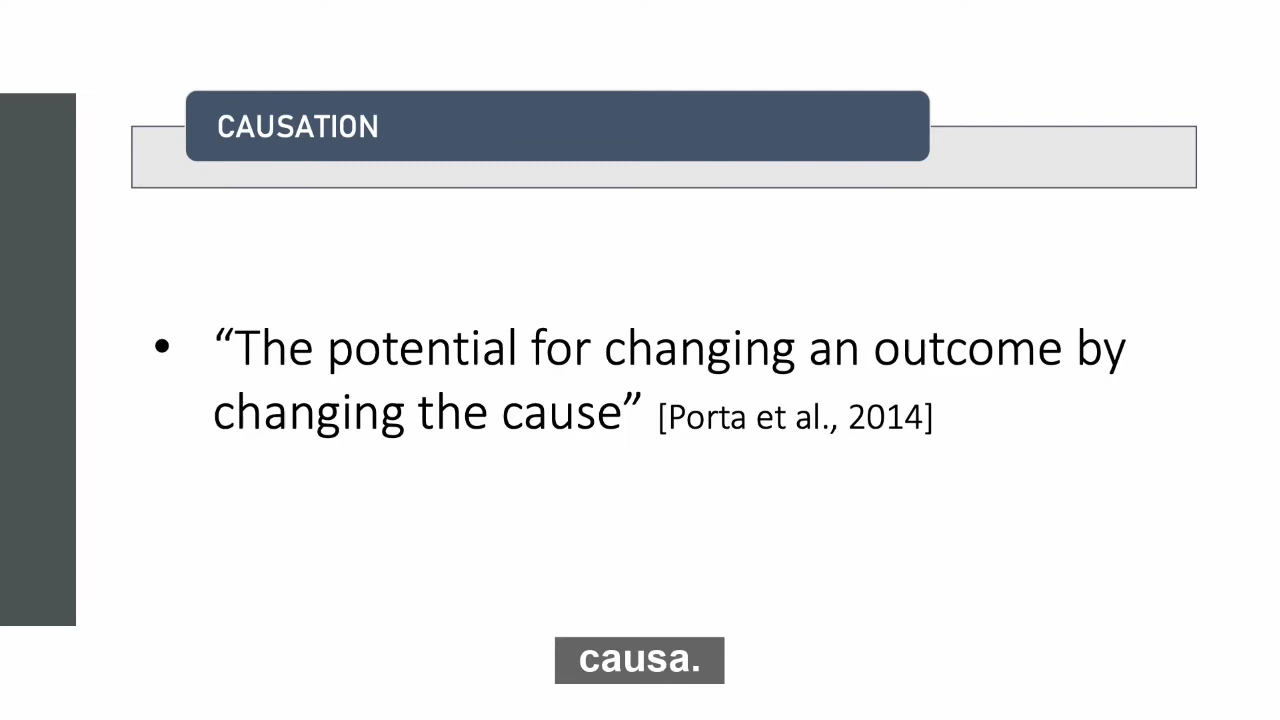 CAUSATION
• “The potential for changing an outcome by
changing the cause” [Porta et al., 2014]
causa.